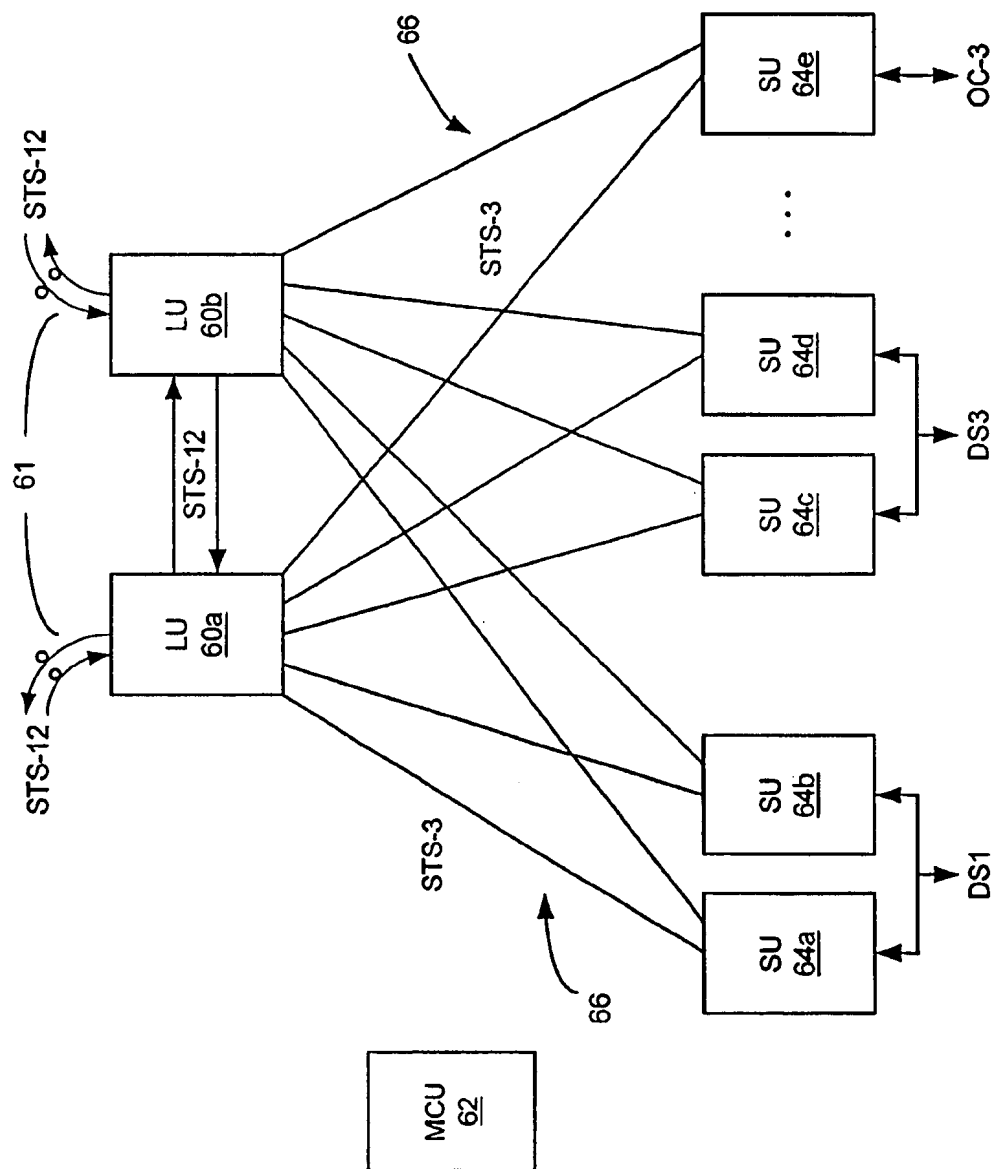 61
STS-12
STS-12
LU
60a
STS-12
LU
60b
66
STS-3
STS-3
66
MCU
62
SU
64a
SU
64b
SU
64c
SU
64d
...
SU
64e
DS1
DS3
OC-3